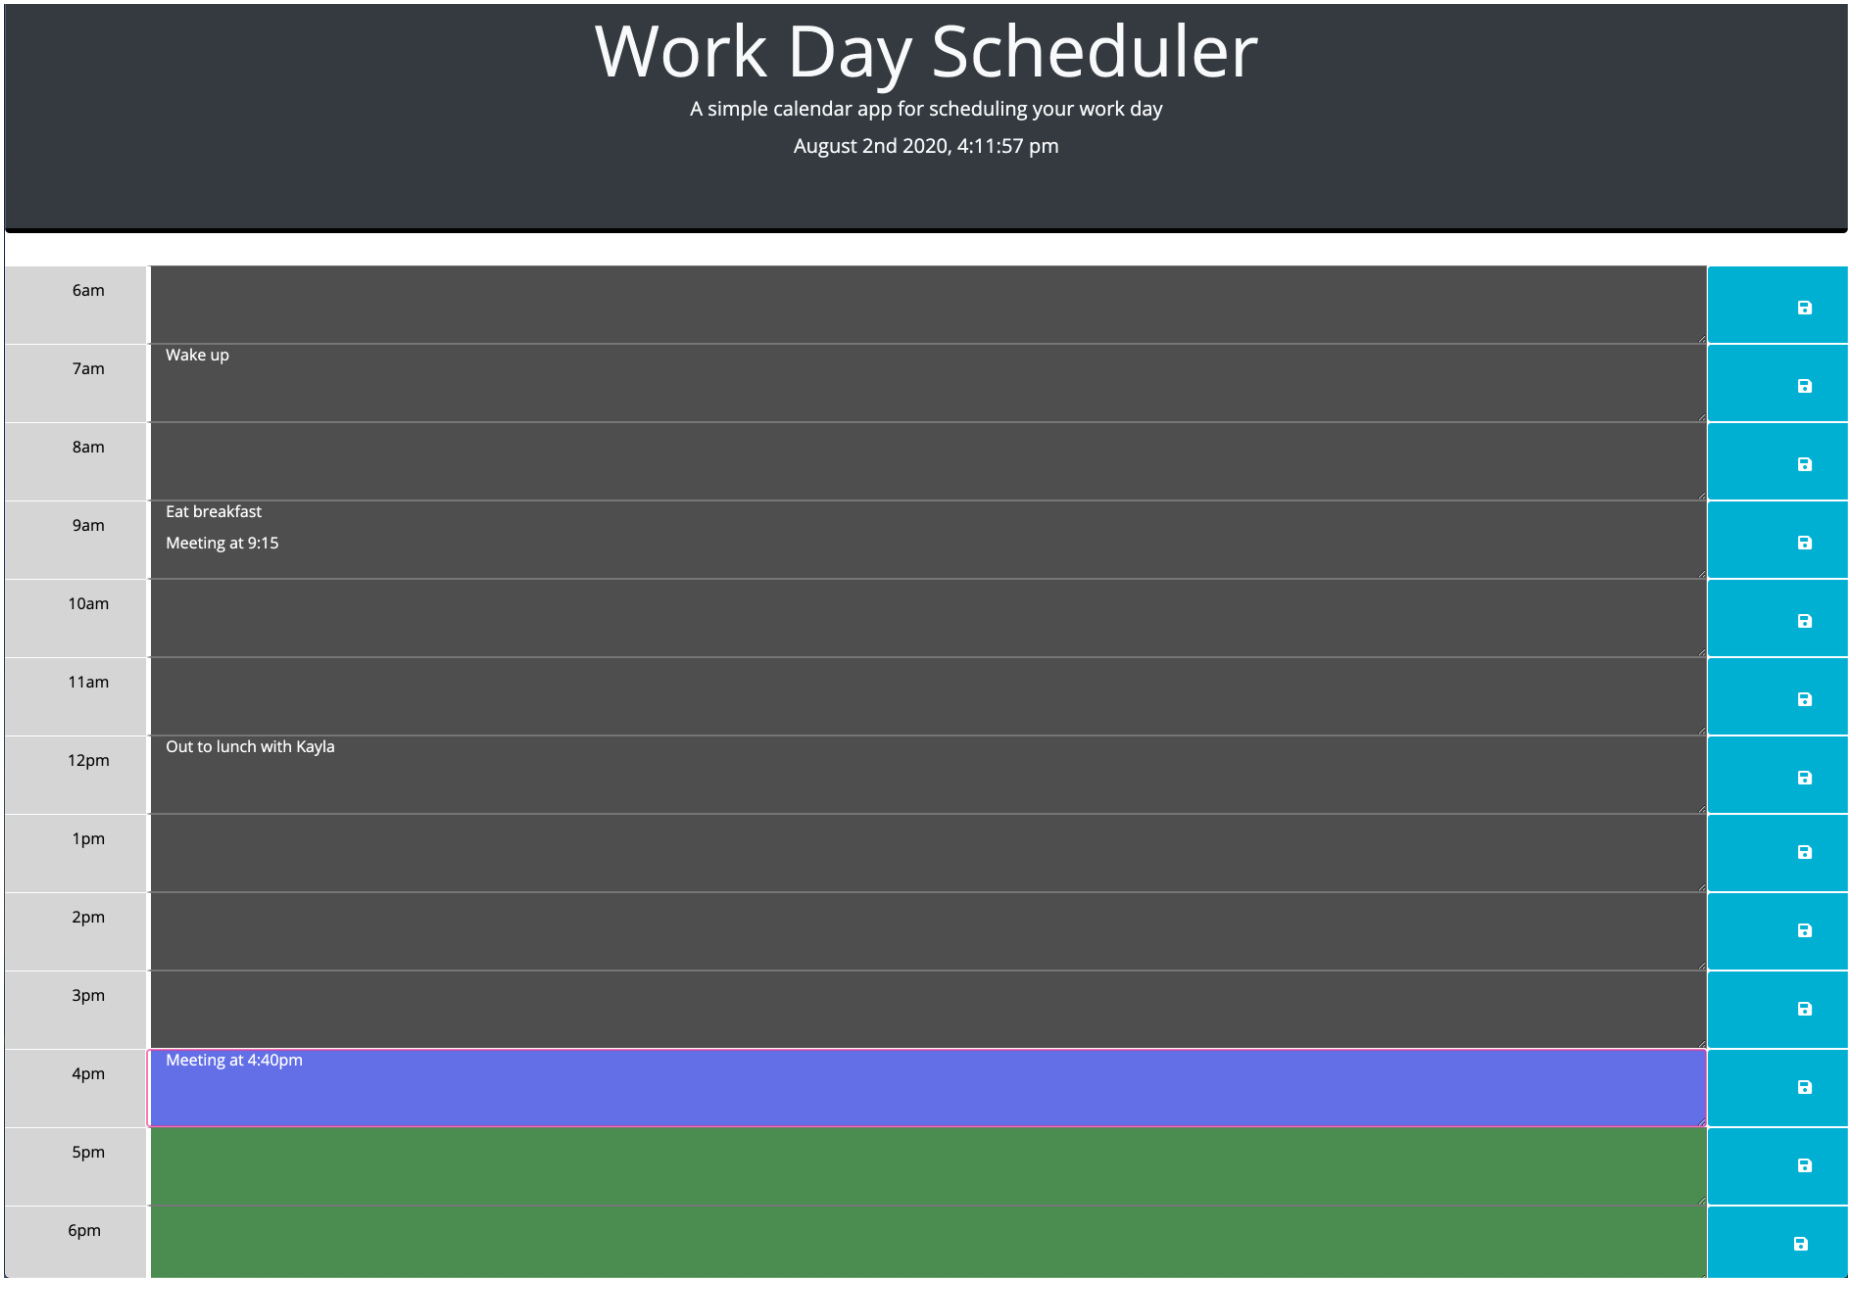 Work Day Scheduler
A simple calendar app for scheduling your work day
August 2nd 2020, 4:11:57 pm
6am
7am
Wake up
8am
9am
Eat breakfast
Meeting at 9:15
10am
11am
12pm
Out to lunch with Kayla
1pm
2pm
3pm
4pm
Meeting at 4:40pm
5pm
6pm